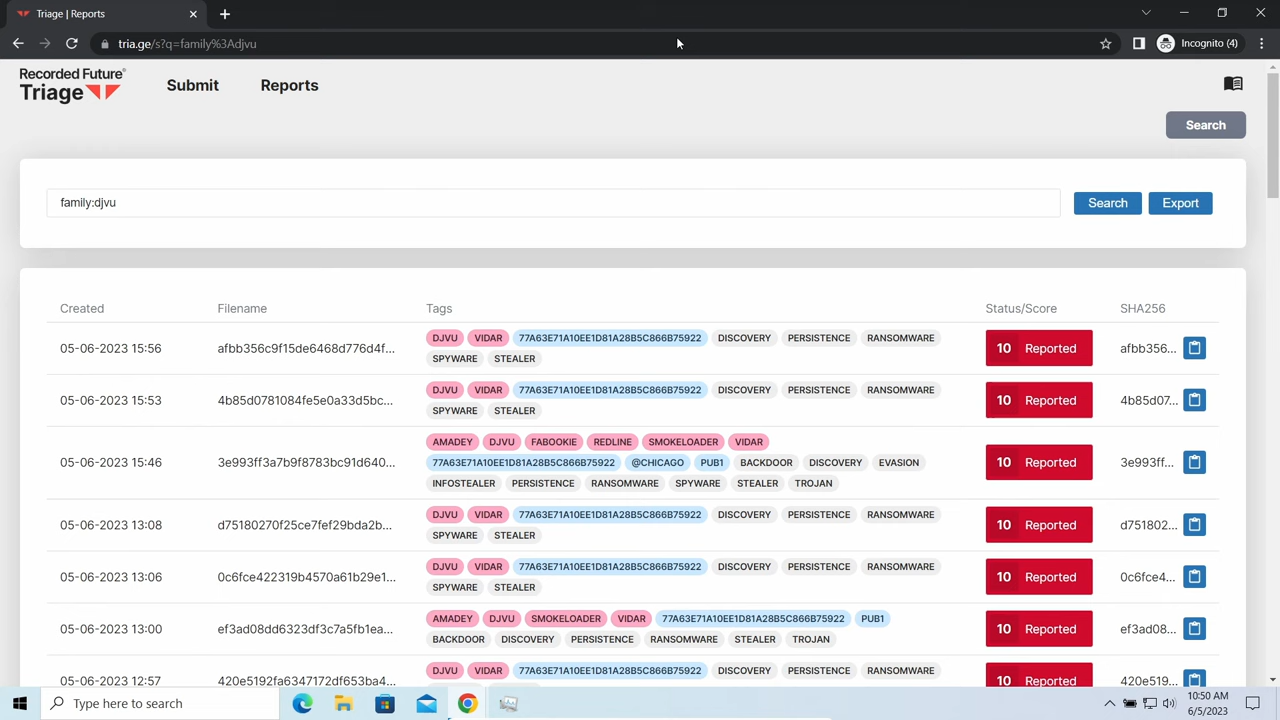 Triage | Reports
tria.ge/s?q=family%3Adjvu
Incognito (4)
Recorded Future®
Triage
Submit
Reports
Search
family:djvu
Search
Export
Created
Filename
Tags
Status/Score
SHA256
05-06-2023 15:56
afbb356c9f15de6468d776d4f...
DJVU VIDAR 77A63E71A10EE1D81A28B5C866B75922 DISCOVERY PERSISTENCE RANSOMWARE
SPYWARE STEALER
10 Reported
afbb356...
05-06-2023 15:53
4b85d0781084fe5e0a33d5bc...
DJVU VIDAR 77A63E71A10EE1D81A28B5C866B75922 DISCOVERY PERSISTENCE RANSOMWARE
SPYWARE STEALER
10 Reported
4b85d07...
05-06-2023 15:46
3e993ff3a7b9f8783bc91d640...
AMADEY DJVU FABOOKIE REDLINE SMOKELOADER VIDAR
77A63E71A10EE1D81A28B5C866B75922 @CHICAGO PUB1 BACKDOOR DISCOVERY EVASION
INFOSTEALER PERSISTENCE RANSOMWARE SPYWARE STEALER TROJAN
10 Reported
3e993ff...
05-06-2023 13:08
d75180270f25ce7fef29bda2b...
DJVU VIDAR 77A63E71A10EE1D81A28B5C866B75922 DISCOVERY PERSISTENCE RANSOMWARE
SPYWARE STEALER
10 Reported
d751802...
05-06-2023 13:06
0c6fce422319b4570a61b29e1...
DJVU VIDAR 77A63E71A10EE1D81A28B5C866B75922 DISCOVERY PERSISTENCE RANSOMWARE
SPYWARE STEALER
10 Reported
0c6fce4...
05-06-2023 13:00
ef3ad08dd6323df3c7a5fb1ea...
AMADEY DJVU SMOKELOADER VIDAR 77A63E71A10EE1D81A28B5C866B75922 PUB1
BACKDOOR DISCOVERY PERSISTENCE RANSOMWARE STEALER TROJAN
10 Reported
ef3ad08...
05-06-2023 12:57
420e5192fa6347172df653ba4...
DJVU VIDAR 77A63E71A10EE1D81A28B5C866B75922 DISCOVERY PERSISTENCE RANSOMWARE
10 Reported
420e519...
Type here to search
10:50 AM
6/5/2023